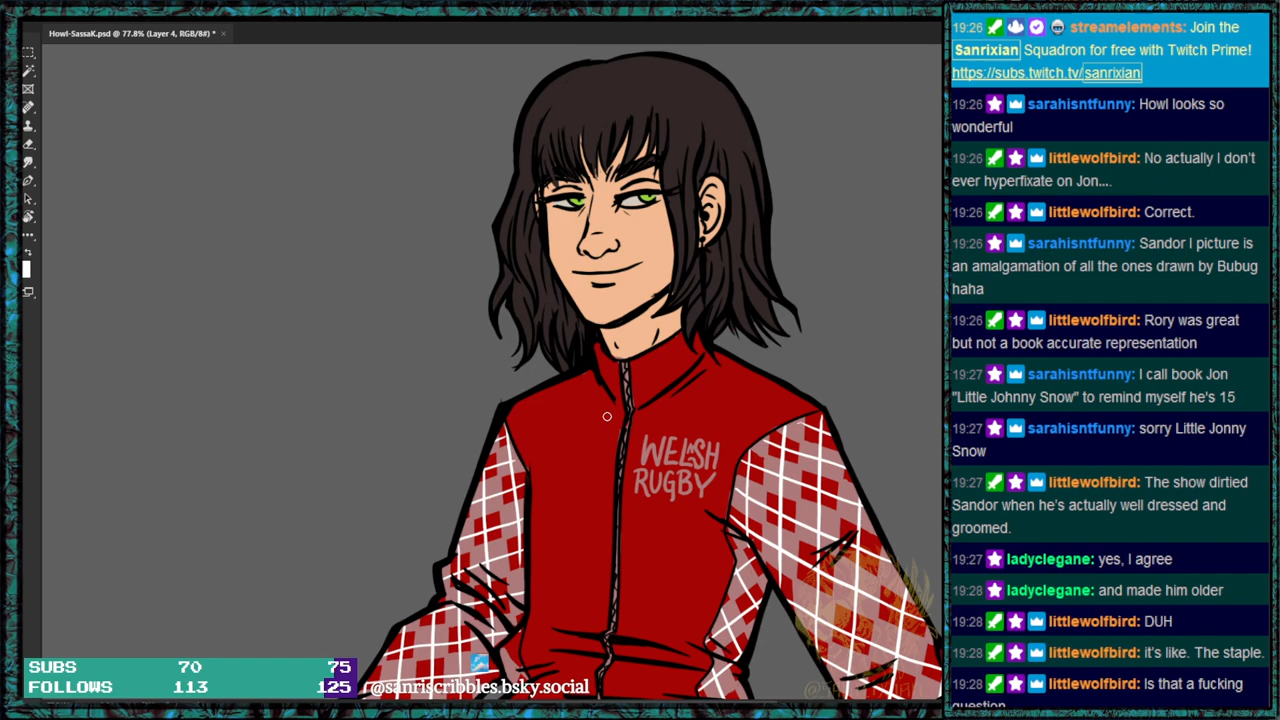 Howl-SassaK.psd @ 77.8% (Layer 4, RGB/8#) *
WELSH
RUGBY
SUBS 70 75
FOLLOWS 113 125
@sanriscribbles.bsky.social
19:26 streamelements: Join the
Sanrixian Squadron for free with Twitch Prime!
https://subs.twitch.tv/sanrixian
19:26 sarahisntfunny: Howl looks so
wonderful
19:26 littlewolfbird: No actually I don't
ever hyperfixate on Jon....
19:26 littlewolfbird: Correct.
19:26 sarahisntfunny: Sandor I picture is
an amalgamation of all the ones drawn by Bubug
haha
19:26 littlewolfbird: Rory was great
but not a book accurate representation
19:27 sarahisntfunny: I call book Jon
"Little Johnny Snow" to remind myself he's 15
19:27 sarahisntfunny: sorry Little Jonny
Snow
19:27 littlewolfbird: The show dirtied
Sandor when he's actually well dressed and
groomed.
19:27 ladyclegane: yes, I agree
19:28 ladyclegane: and made him older
19:28 littlewolfbird: DUH
19:28 littlewolfbird: it's like. The staple.
19:28 littlewolfbird: Is that a fucking
question